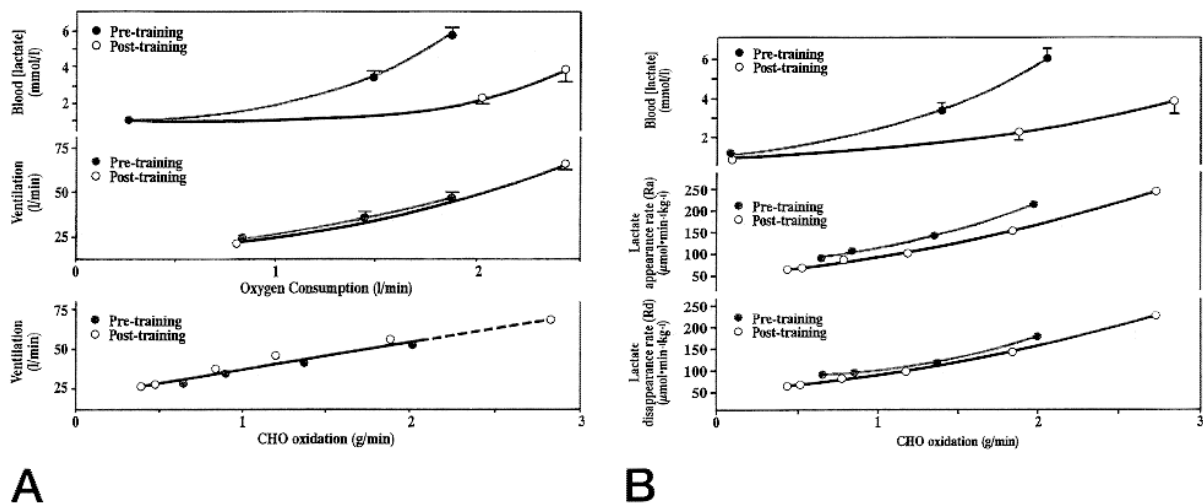 6
4
2
Blood [lactate]
(mmol/l)
Pre-training
Post-training
75
50
25
Ventilation
(l/min)
Pre-training
Post-training
0
1
2
Oxygen Consumption (l/min)
75
50
25
Ventiliation
(l/min)
Pre-training
Post-training
0
1
2
3
CHO oxidation (g/min)
A
6
4
2
Blood [lactate]
(mmol/l)
Pre-training
Post-training
250
200
150
100
50
Lactate
appearance rate (Ra)
(μmol•min⁻¹kg⁻¹)
Pre-training
Post-training
250
200
150
100
50
Lactate
disappearance rate (Rd)
(μmol•min⁻¹kg⁻¹)
Pre-training
Post-training
0
1
2
3
CHO oxidation (g/min)
B